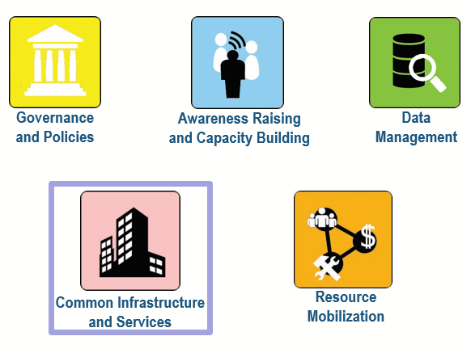 Governance
and Policies
Awareness Raising
and Capacity Building
Data
Management
Common Infrastructure
and Services
Resource
Mobilization